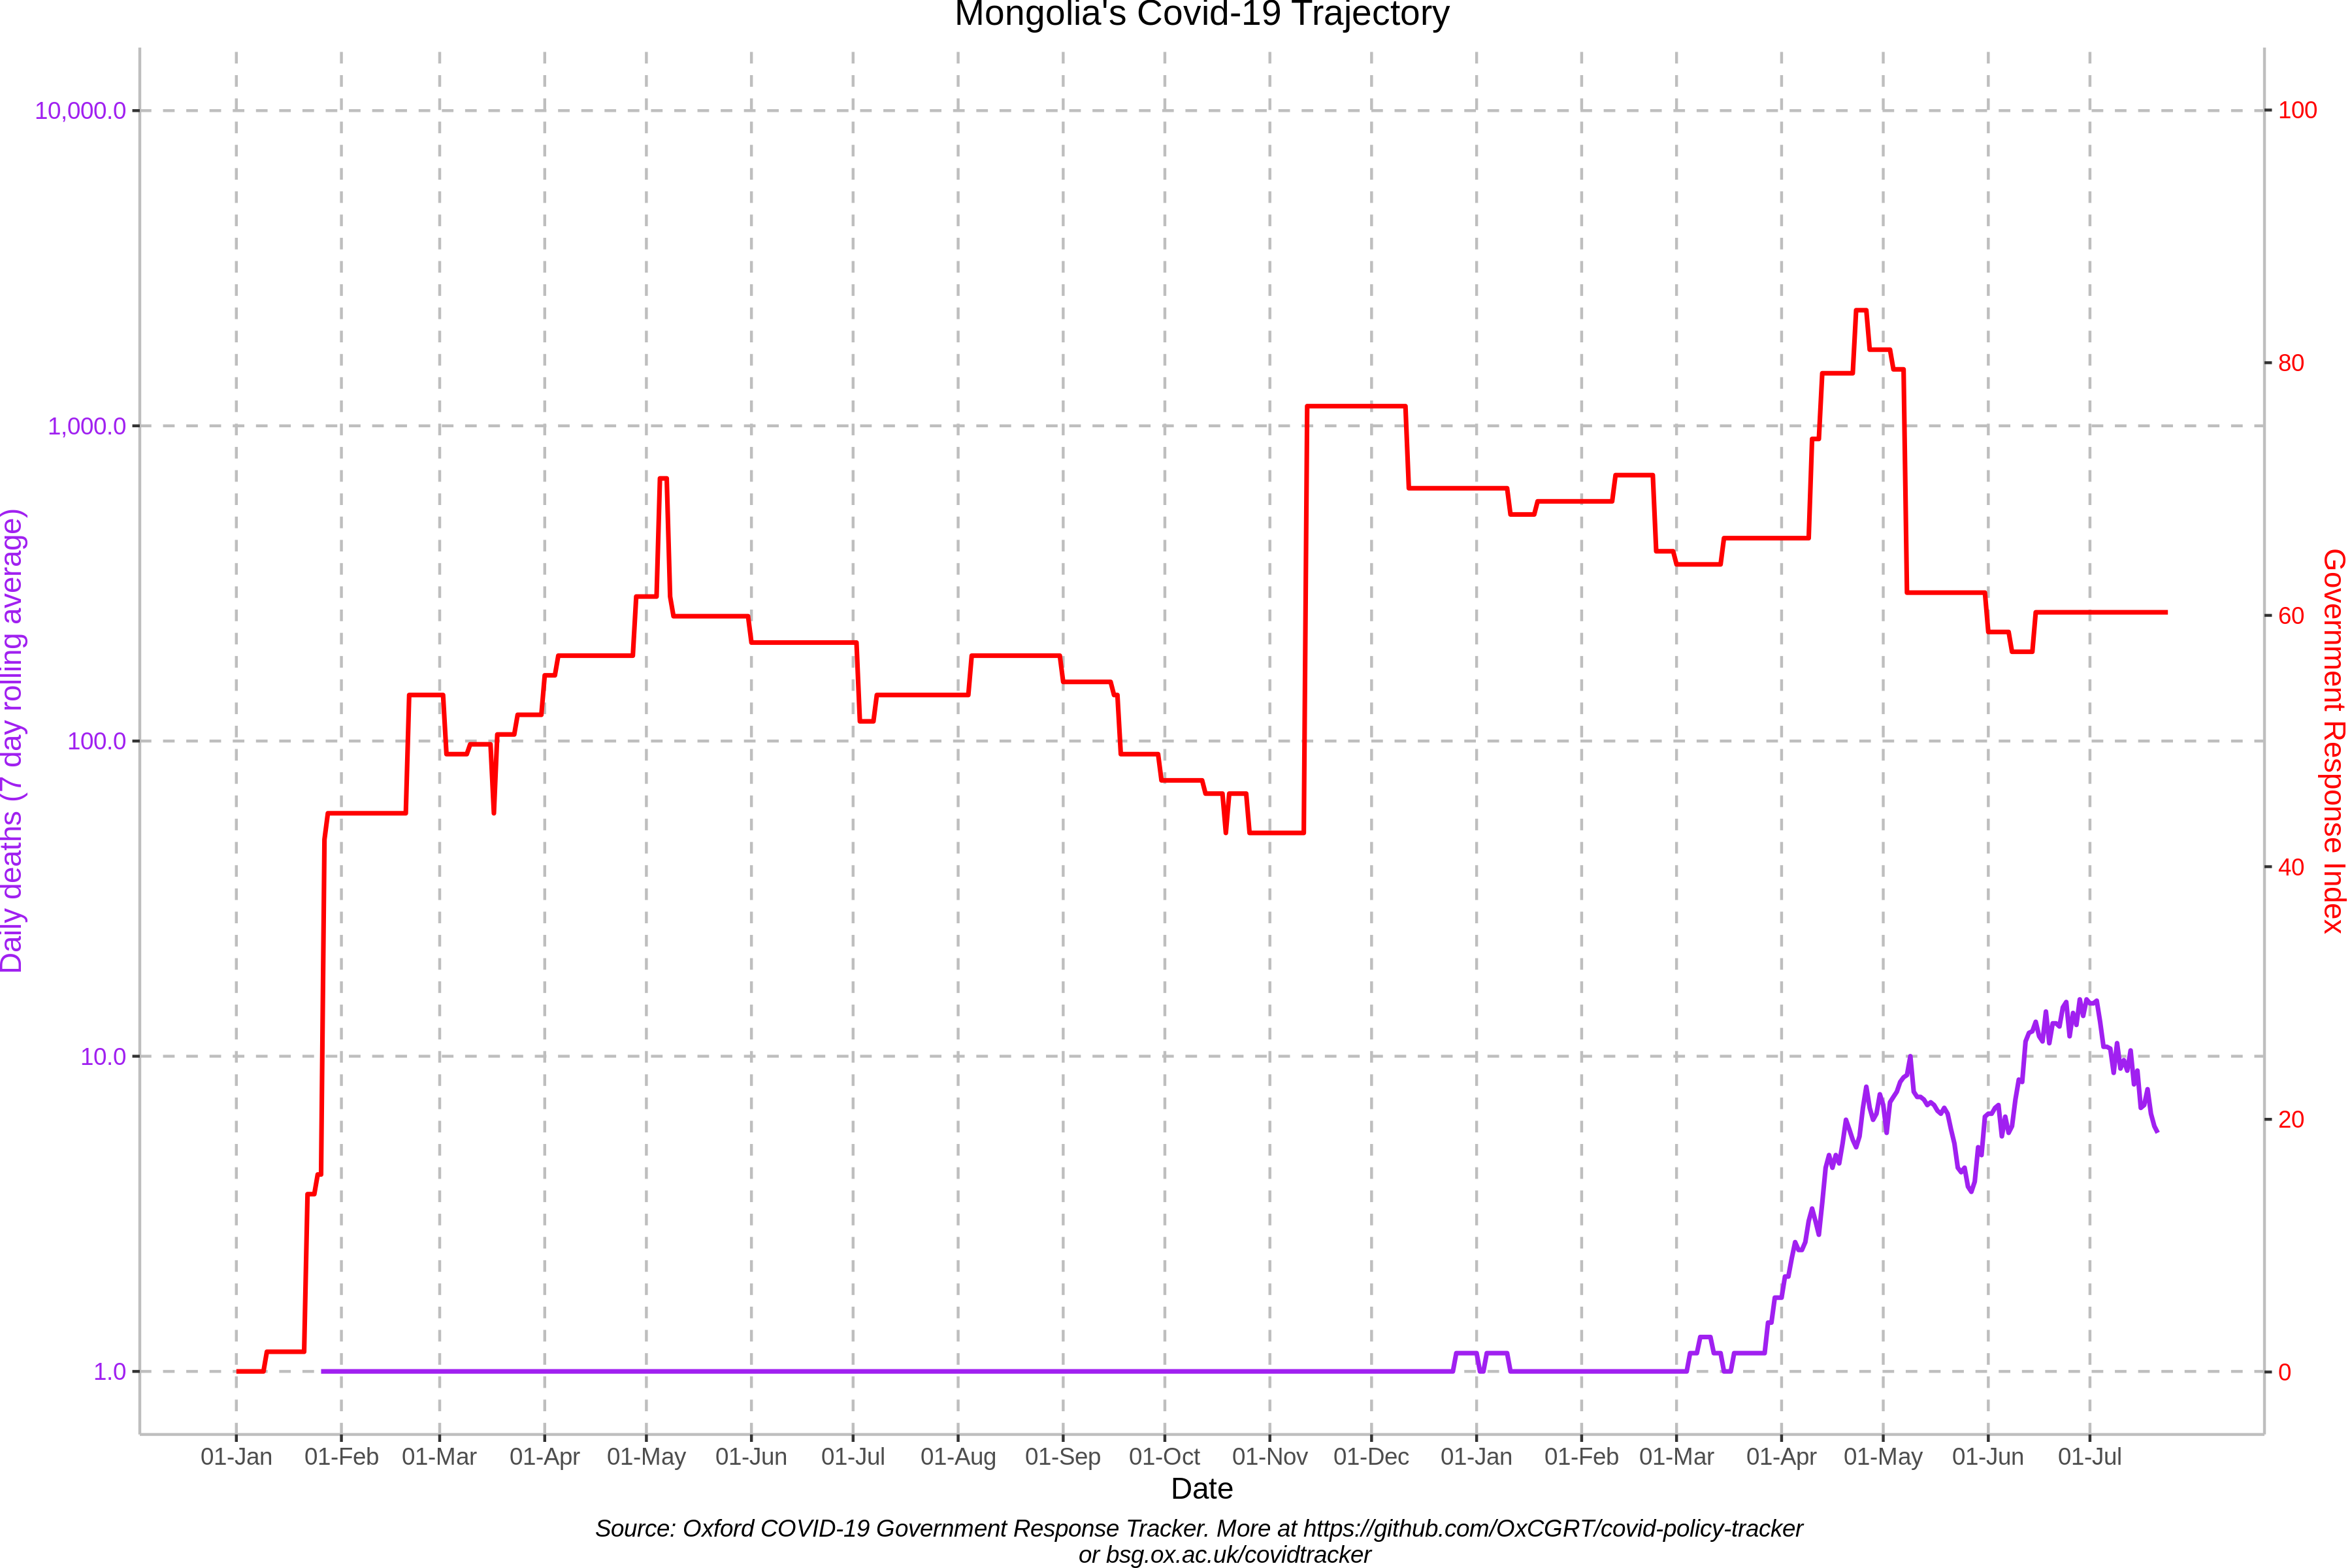 Mongolia's Covid-19 Trajectory
10,000.0
1,000.0
100.0
10.0
1.0
Daily deaths (7 day rolling average)
100
80
60
40
20
0
Government Response Index
01-Jan 01-Feb 01-Mar 01-Apr 01-May 01-Jun 01-Jul 01-Aug 01-Sep 01-Oct 01-Nov 01-Dec 01-Jan 01-Feb 01-Mar 01-Apr 01-May 01-Jun 01-Jul
Date
Source: Oxford COVID-19 Government Response Tracker. More at https://github.com/OxCGRT/covid-policy-tracker
or bsg.ox.ac.uk/covidtracker